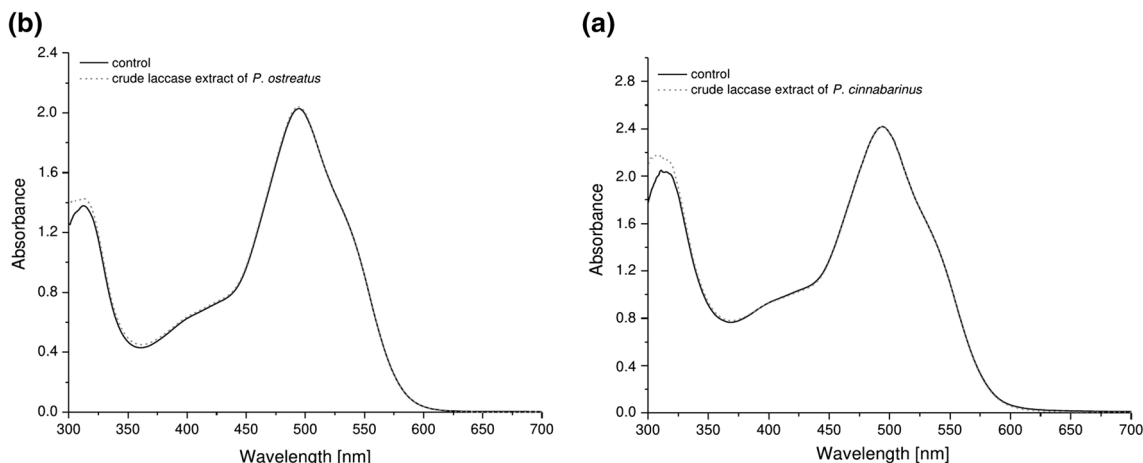 (b)
2.4
2.0
1.6
1.2
0.8
0.4
0.0
control
crude laccase extract of P. ostreatus
Absorbance
300 350 400 450 500 550 600 650 700
Wavelength [nm]
(a)
2.8
2.4
2.0
1.6
1.2
0.8
0.4
0.0
control
crude laccase extract of P. cinnabarinus
Absorbance
300 350 400 450 500 550 600 650 700
Wavelength [nm]